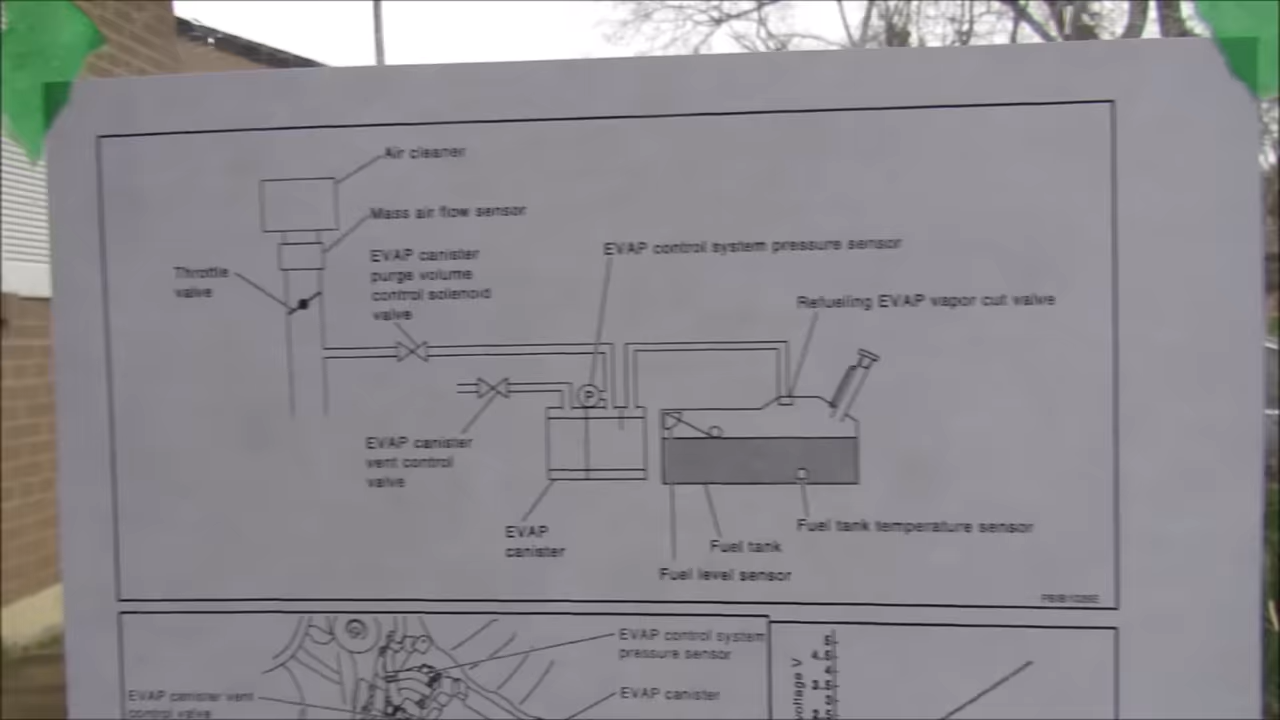 Air cleaner
Mass air flow sensor
EVAP canister
purge volume
control solenoid
valve
EVAP control system pressure sensor
Throttle
valve
Refueling EVAP vapor cut valve
P
EVAP canister
vent control
valve
EVAP
canister
Fuel tank temperature sensor
Fuel tank
Fuel level sensor
EVAP control system
pressure sensor
EVAP canister
EVAP canister vent
control valve
5
4.5
4
3.5
3
2.5